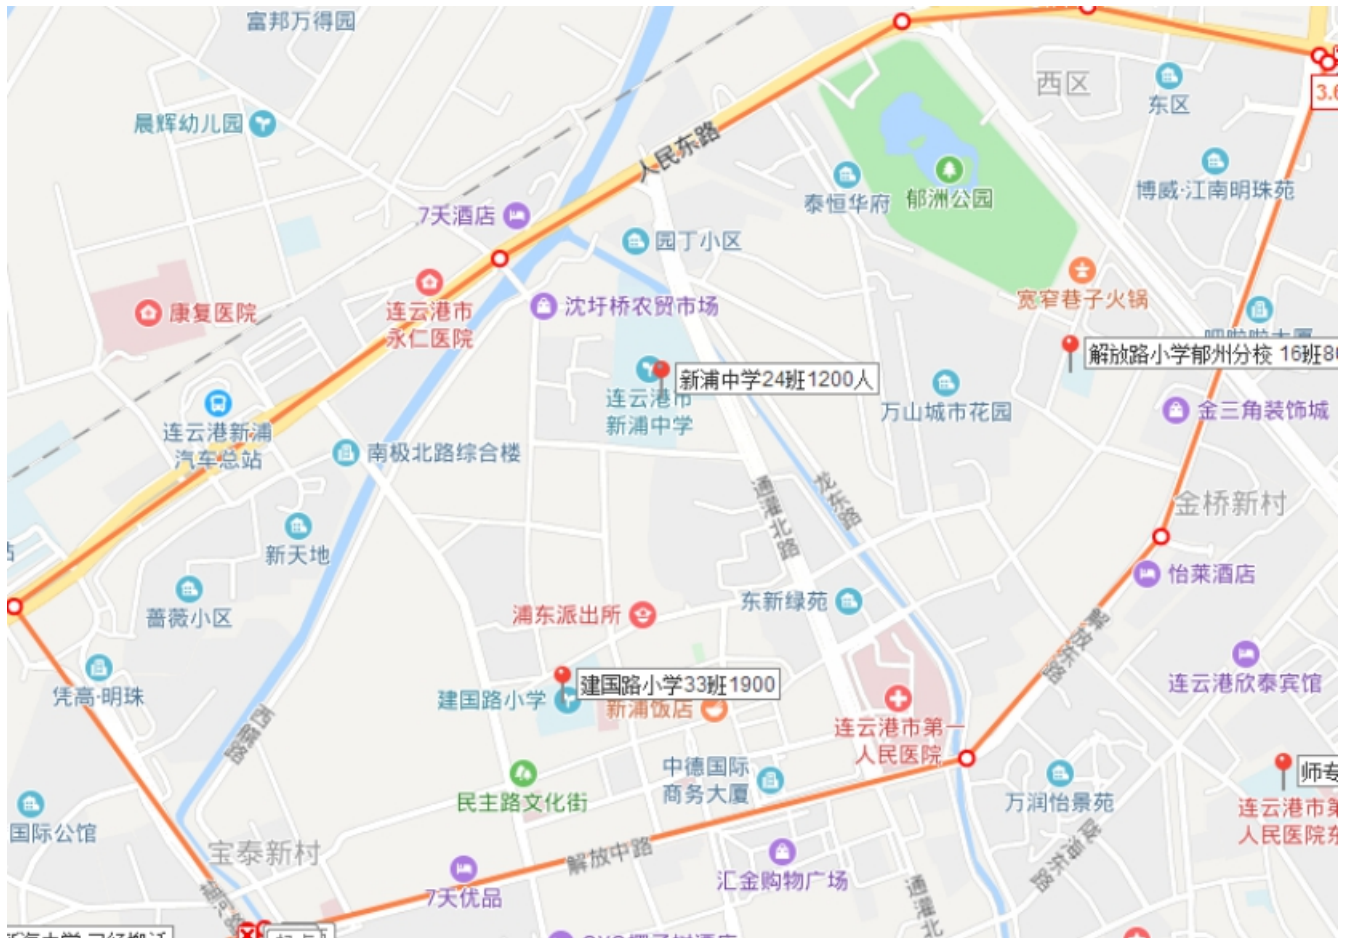 富邦万得园
西区
东区
3.6
晨辉幼儿园
人民东路
博威·江南明珠苑
泰恒华府
郁洲公园
7天酒店
园丁小区
宽窄巷子火锅
康复医院
连云港市
永仁医院
沈圩桥农贸市场
解放路小学郁州分校 16班80
新浦中学24班1200人
连云港市
新浦中学
万山城市花园
金三角装饰城
连云港新浦
汽车总站
南极北路综合楼
通灌北路
龙东路
金桥新村
站
新天地
怡莱酒店
蔷薇小区
浦东派出所
东新绿苑
解放东路
凭高·明珠
建国路小学33班1900
建国路小学
新浦饭店
连云港欣泰宾馆
连云港市第一
人民医院
西盐路
中德国际
商务大厦
师专
民主路文化街
万润怡景苑
连云港市第
人民医院东
国际公馆
宝泰新村
解放中路
陇海东路
汇金购物广场
7天优品
通灌北